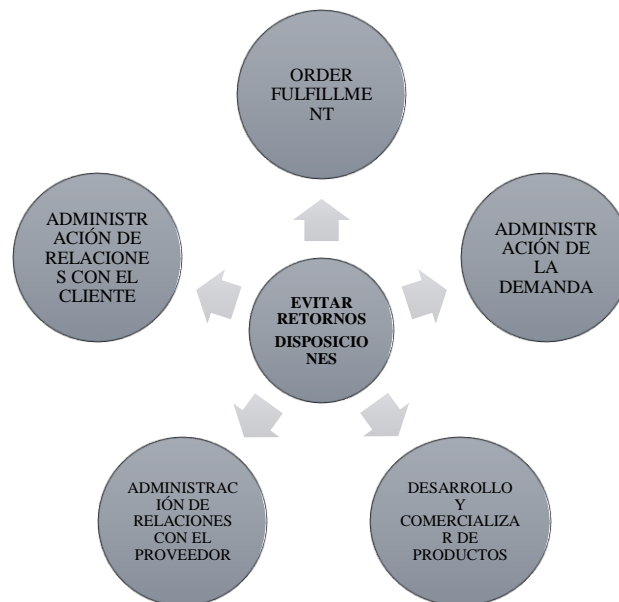 ORDER
FULFILLME
NT
ADMINISTR
ACIÓN DE
RELACIONE
S CON EL
CLIENTE
ADMINISTR
ACIÓN DE
LA
DEMANDA
EVITAR
RETORNOS
DISPOSICIO
NES
ADMINISTRAC
IÓN DE
RELACIONES
CON EL
PROVEEDOR
DESARROLLO
Y
COMERCIALIZA
R DE
PRODUCTOS